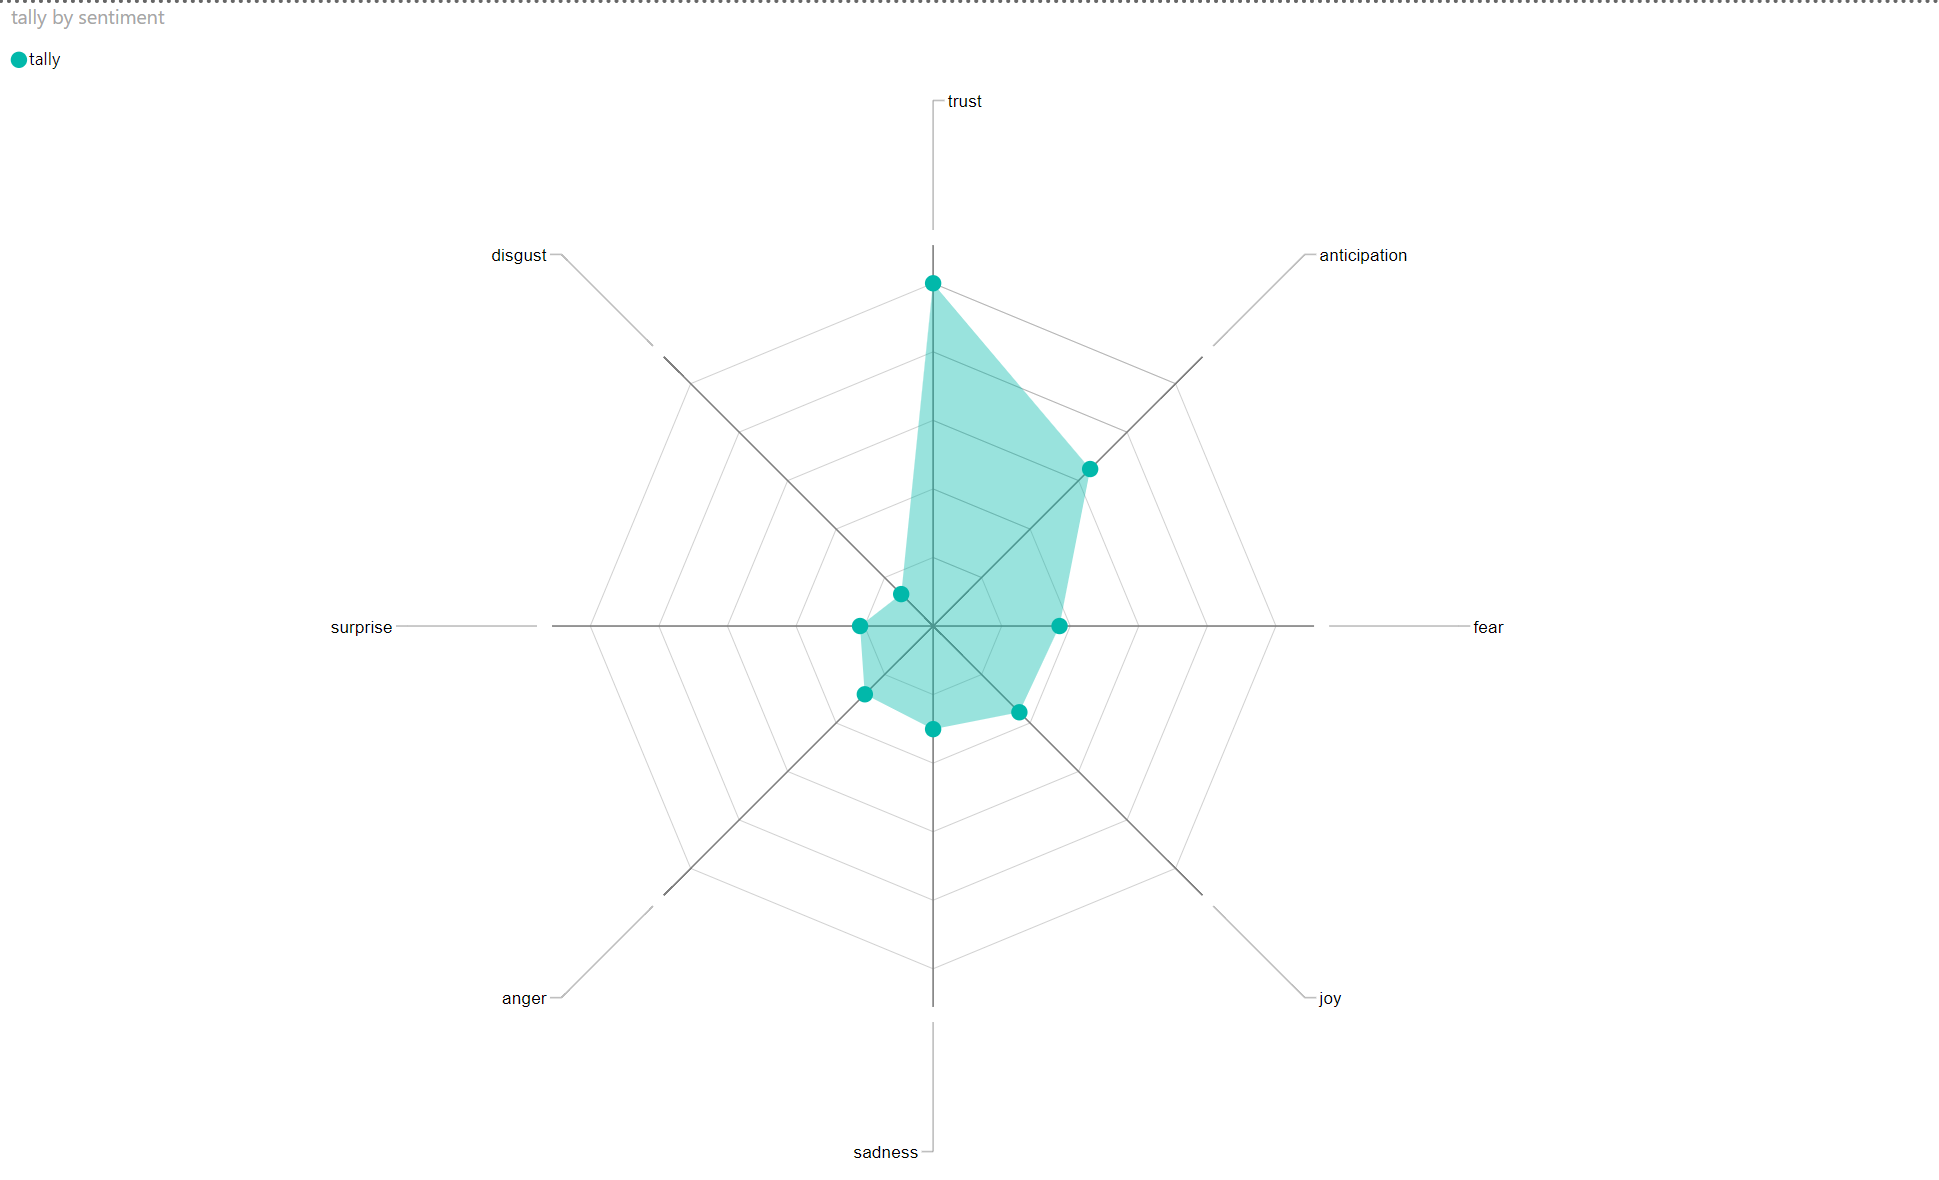 tally by sentiment
tally
trust
disgust
anticipation
surprise
fear
anger
joy
sadness